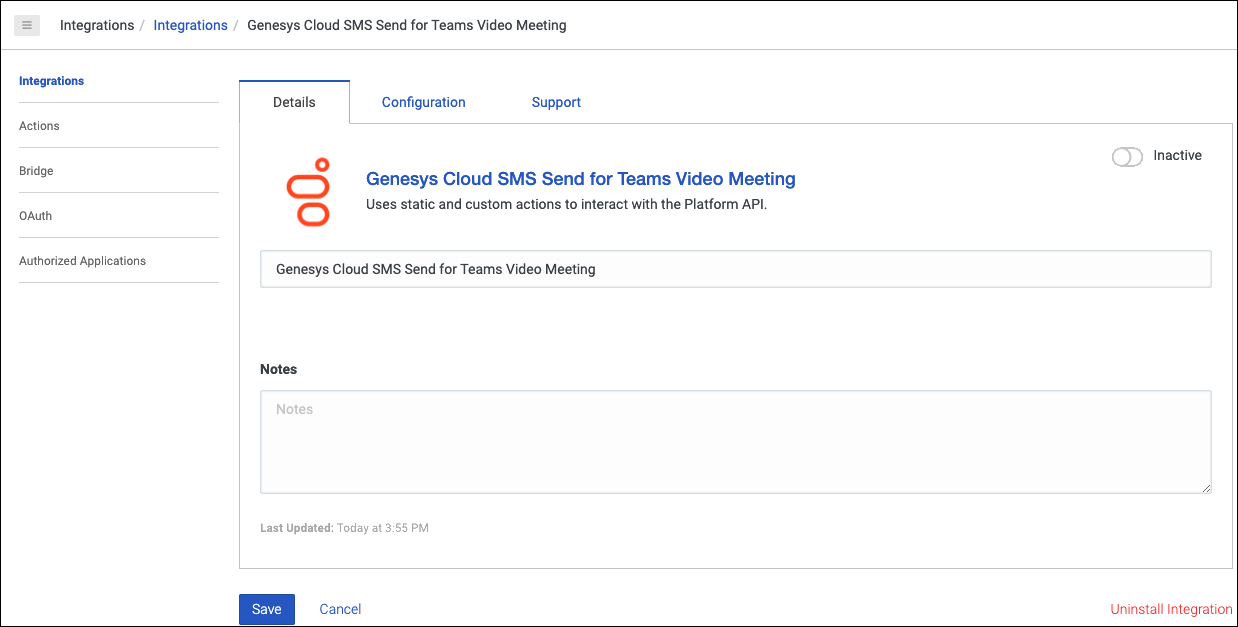 Integrations / Integrations / Genesys Cloud SMS Send for Teams Video Meeting
Integrations
Actions
Bridge
OAuth
Authorized Applications
Details
Configuration
Support
Inactive
Genesys Cloud SMS Send for Teams Video Meeting
Uses static and custom actions to interact with the Platform API.
Genesys Cloud SMS Send for Teams Video Meeting
Notes
Notes
Last Updated: Today at 3:55 PM
Save
Cancel
Uninstall Integration